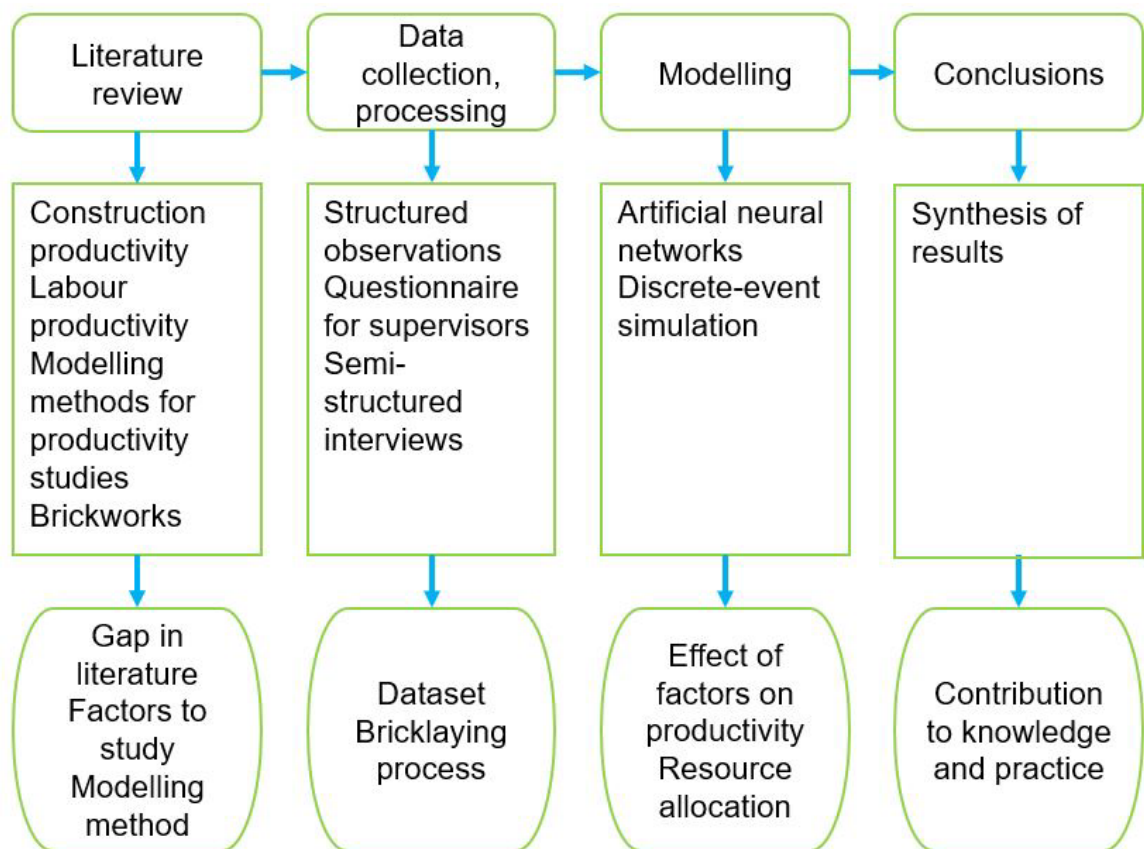 Literature
review
Data
collection,
processing
Modelling
Conclusions
Construction
productivity
Labour
productivity
Modelling
methods for
productivity
studies
Brickworks
Structured
observations
Questionnaire
for supervisors
Semi-
structured
interviews
Artificial neural
networks
Discrete-event
simulation
Synthesis of
results
Gap in
literature
Factors to
study
Modelling
method
Dataset
Bricklaying
process
Effect of
factors on
productivity
Resource
allocation
Contribution
to knowledge
and practice